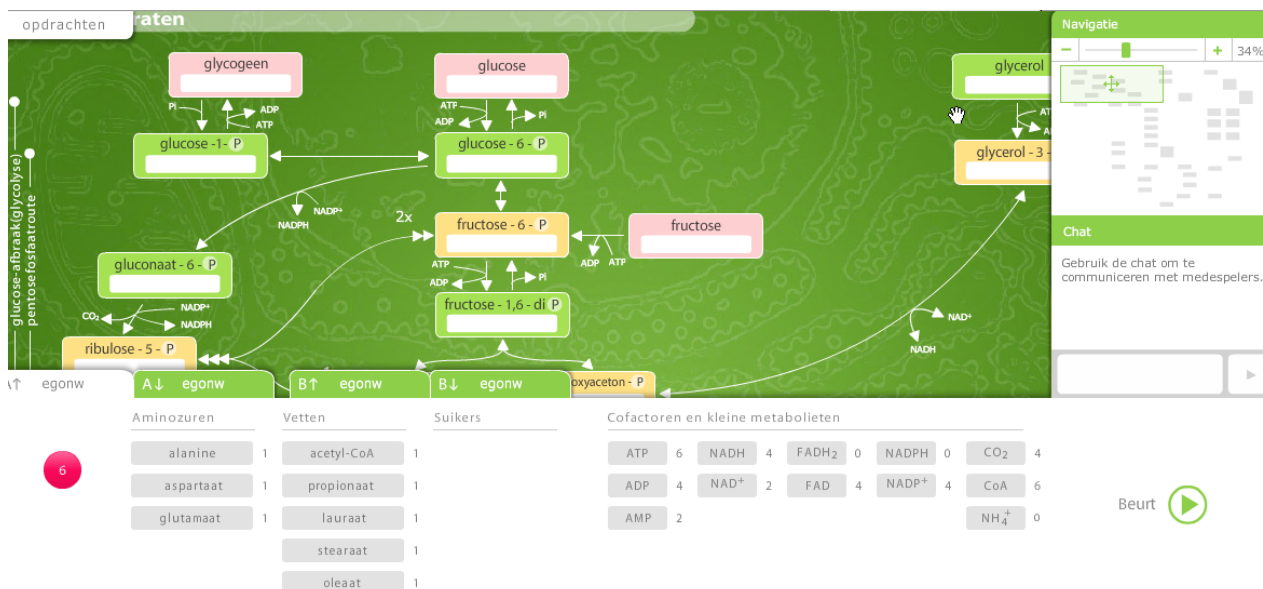 opdrachten
raten
Navigatie
34%
glycogeen
glucose
glycerol
Pi
ADP
ATP
ATP
ADP
Pi
glucose -1- P
glucose - 6 - P
glycerol - 3 -
NADP+
NADPH
2x
fructose - 6 - P
fructose
ATP
ADP
Pi
ADP
ATP
gluconaat - 6 - P
fructose - 1,6 - di P
CO₂
NADP+
NADPH
NAD+
NADH
ribulose - 5 - P
oxyaceton - P
glucose-afbraak(glycolyse)
pentosefosfaatroute
Chat
Gebruik de chat om te
communiceren met medespelers.
A↑ egonw
A↓ egonw
B↑ egonw
B↓ egonw
Aminozuren
Vetten
Suikers
Cofactoren en kleine metabolieten
6
alanine 1
acetyl-CoA 1
ATP 6
NADH 4
FADH₂ 0
NADPH 0
CO₂ 4
aspartaat 1
propionaat 1
ADP 4
NAD⁺ 2
FAD 4
NADP⁺ 4
CoA 6
glutamaat 1
lauraat 1
AMP 2
NH₄⁺ 0
stearaat 1
oleaat 1
Beurt